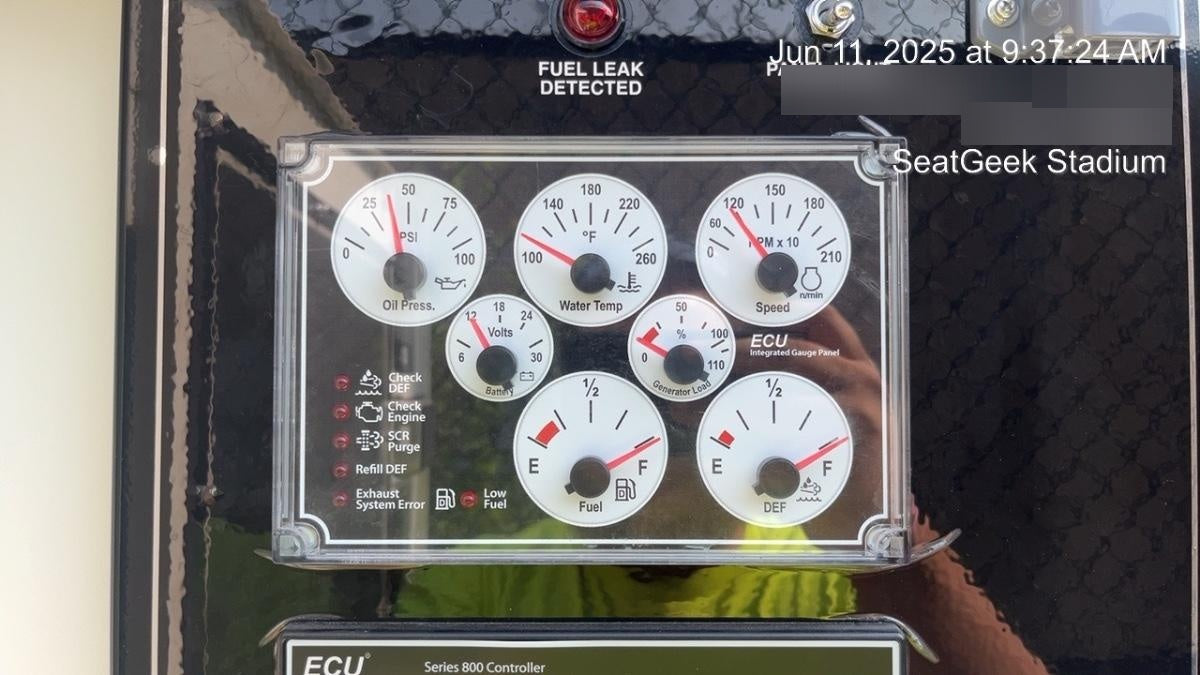 Jun 11, 2025 at 9:37:24 AM
SeatGeek Stadium
FUEL LEAK
DETECTED
0 25 50 75 100
PSI
Oil Press.
100 140 180 220 260
°F
Water Temp
0 60 120 150 180 210
RPM x 10
n/min
Speed
6 12 18 24 30
Volts
Battery
0 50 100 110
%
Generator Load
ECU
Integrated Gauge Panel
Check
DEF
Check
Engine
SCR
Purge
Refill DEF
Exhaust
System Error
Low
Fuel
E 1/2 F
Fuel
E 1/2 F
DEF
ECU®
Series 800 Controller